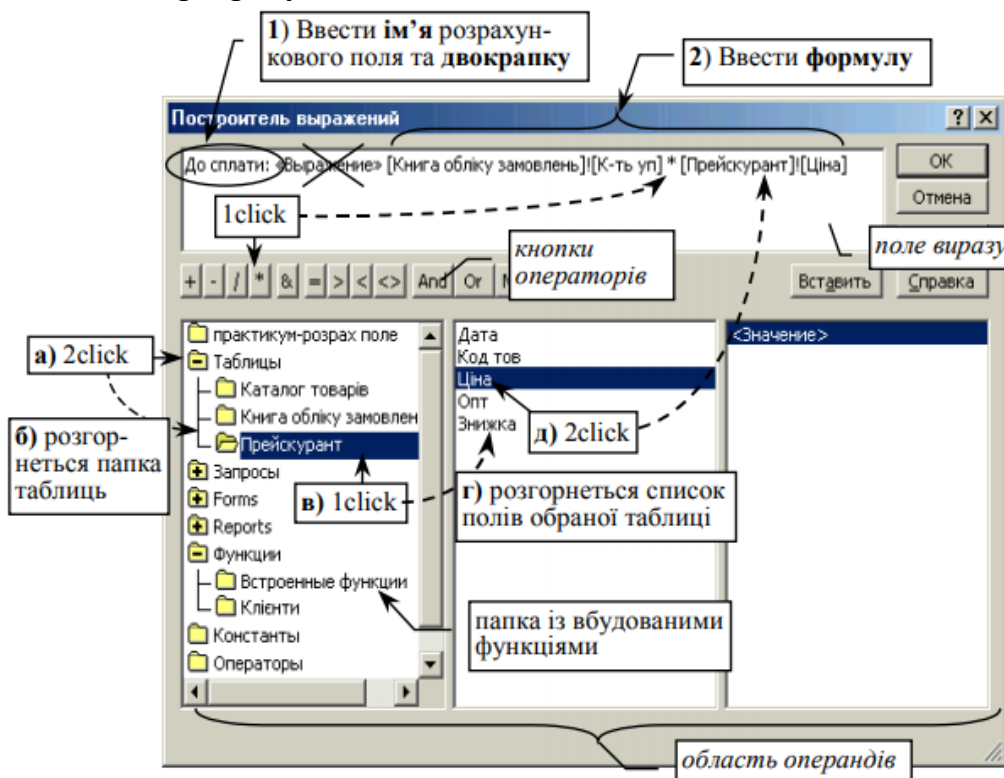 1) Ввести ім’я розрахун-
кового поля та двокрапку
2) Ввести формулу
Построитель выражений
До сплати: «Выражение» [Книга обліку замовлень]![К-ть уп] * [Прейскурант]![Ціна]
OK
Отмена
1click
кнопки
операторів
поле виразу
+ - / * & = > < <> And Or
Вставить
Справка
а) 2click
б) розгор-
неться папка
таблиць
практикум-розрах поле
Таблицы
Каталог товарів
Книга обліку замовлен
Прейскурант
Запросы
Forms
Reports
Функции
Встроенные функции
Клієнти
Константы
Операторы
в) 1click
Дата
Код тов
Ціна
Опт
Знижка
д) 2click
г) розгорнеться список
полів обраної таблиці
папка із вбудованими
функціями
<Значение>
область операндів